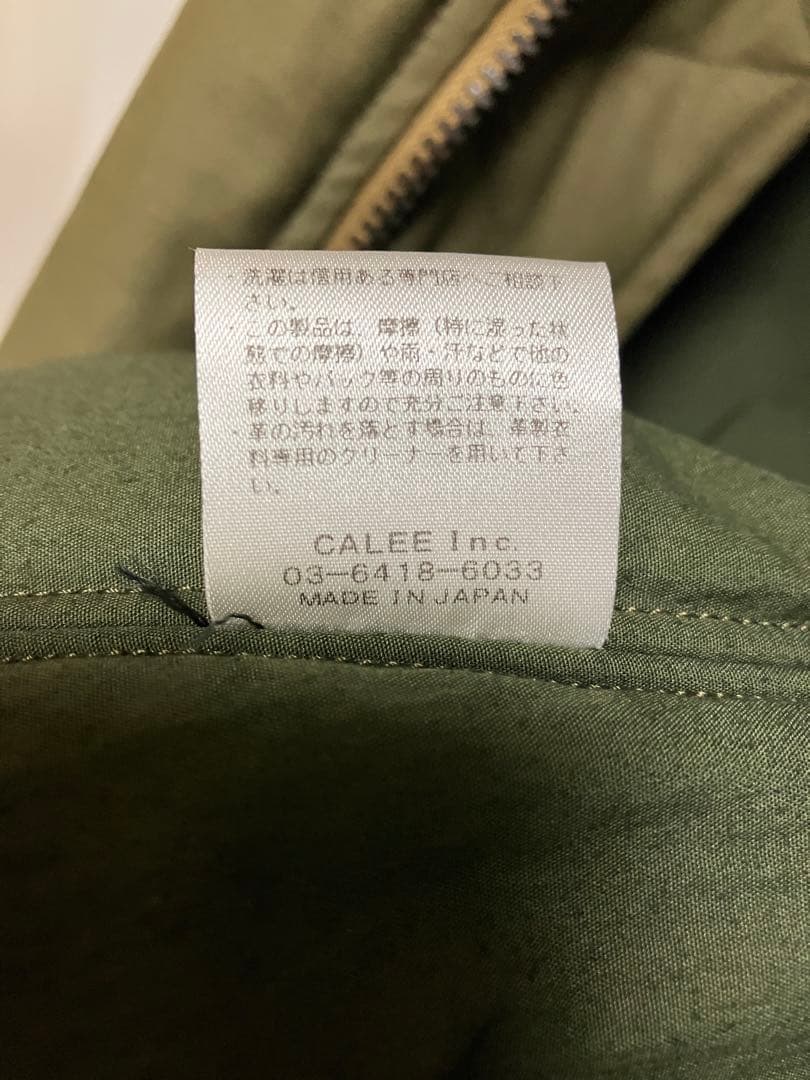 ・洗濯は信用ある専門店へご相談下
さい。
・この製品は、摩擦（特に湿った状
態での摩擦）や雨・汗などで他の
衣料やバック等の周りのものに色
移りしますので充分ご注意下さい。
・革の汚れを落とす場合は、革製衣
料専用のクリーナーを用いて下さ
い。
CALEE Inc.
03-6418-6033
MADE IN JAPAN